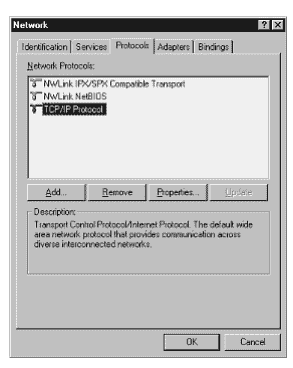 Network
Identification Services Protocols Adapters Bindings
Network Protocols:
NWLink IPX/SPX Compatible Transport
NWLink NetBIOS
TCP/IP Protocol
Add... Remove Properties... Update
Description:
Transport Control Protocol/Internet Protocol. The default wide
area network protocol that provides communication across
diverse interconnected networks.
OK Cancel